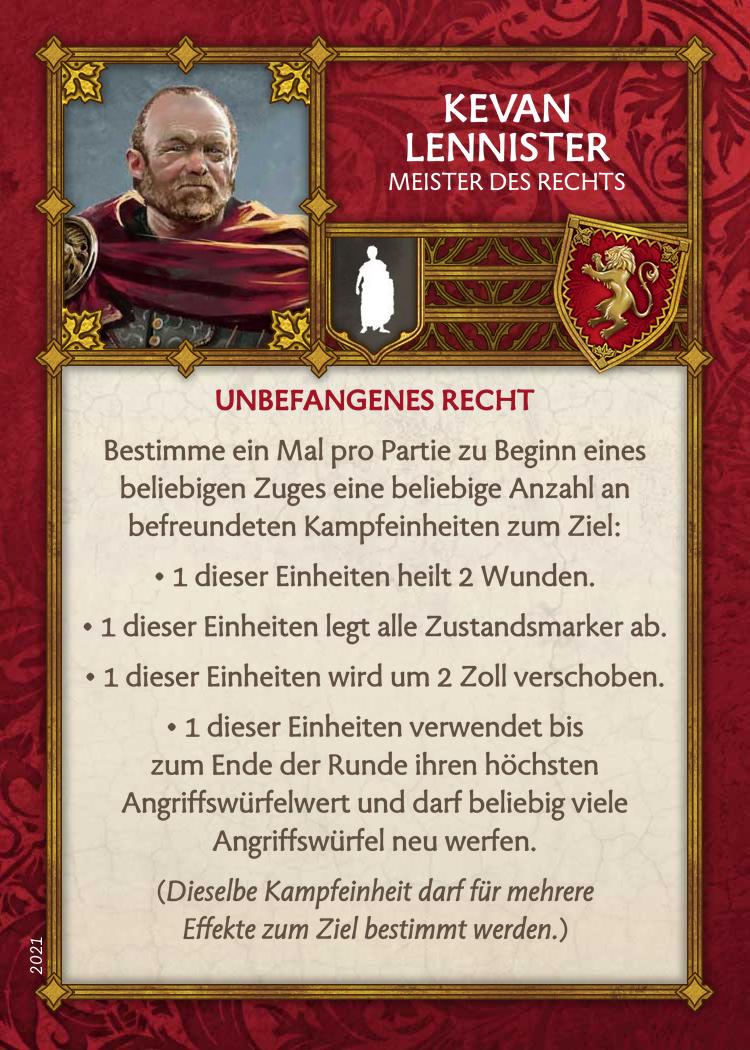 KEVAN
LENNISTER
MEISTER DES RECHTS
UNBEFANGENES RECHT
Bestimme ein Mal pro Partie zu Beginn eines
beliebigen Zuges eine beliebige Anzahl an
befreundeten Kampfeinheiten zum Ziel:
• 1 dieser Einheiten heilt 2 Wunden.
• 1 dieser Einheiten legt alle Zustandsmarker ab.
• 1 dieser Einheiten wird um 2 Zoll verschoben.
• 1 dieser Einheiten verwendet bis
zum Ende der Runde ihren höchsten
Angriffswürfelwert und darf beliebig viele
Angriffswürfel neu werfen.
(Dieselbe Kampfeinheit darf für mehrere
Effekte zum Ziel bestimmt werden.)
2021